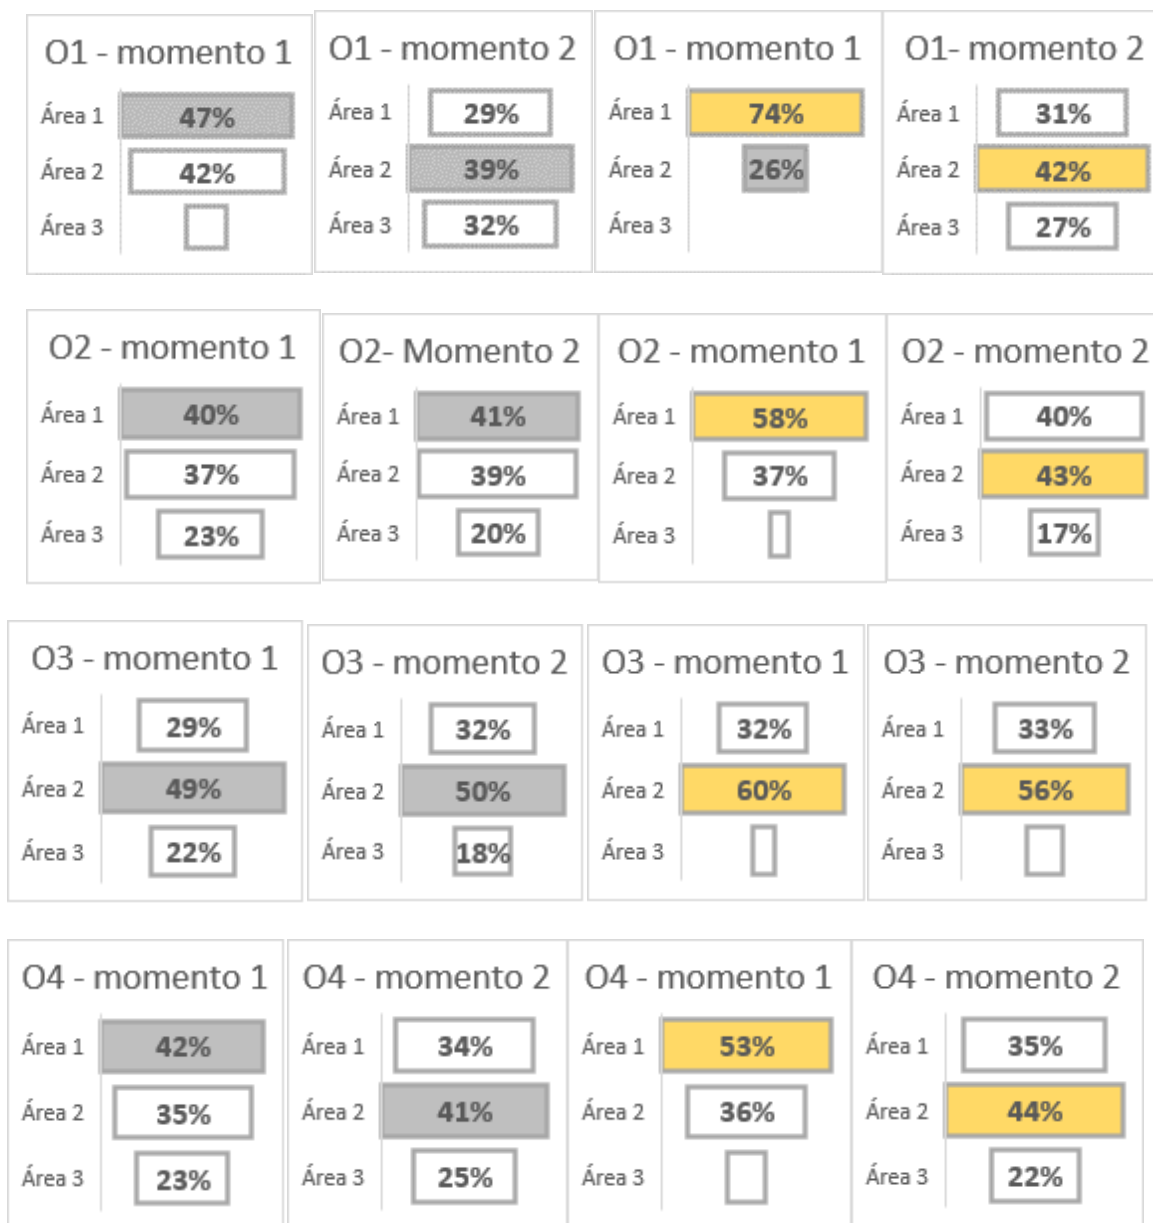 O1 - momento 1
Área 1 47%
Área 2 42%
Área 3
O1 - momento 2
Área 1 29%
Área 2 39%
Área 3 32%
O1 - momento 1
Área 1 74%
Área 2 26%
Área 3
O1- momento 2
Área 1 31%
Área 2 42%
Área 3 27%
O2 - momento 1
Área 1 40%
Área 2 37%
Área 3 23%
O2- Momento 2
Área 1 41%
Área 2 39%
Área 3 20%
O2 - momento 1
Área 1 58%
Área 2 37%
Área 3
O2 - momento 2
Área 1 40%
Área 2 43%
Área 3 17%
O3 - momento 1
Área 1 29%
Área 2 49%
Área 3 22%
O3 - momento 2
Área 1 32%
Área 2 50%
Área 3 18%
O3 - momento 1
Área 1 32%
Área 2 60%
Área 3
O3 - momento 2
Área 1 33%
Área 2 56%
Área 3
O4 - momento 1
Área 1 42%
Área 2 35%
Área 3 23%
O4 - momento 2
Área 1 34%
Área 2 41%
Área 3 25%
O4 - momento 1
Área 1 53%
Área 2 36%
Área 3
O4 - momento 2
Área 1 35%
Área 2 44%
Área 3 22%